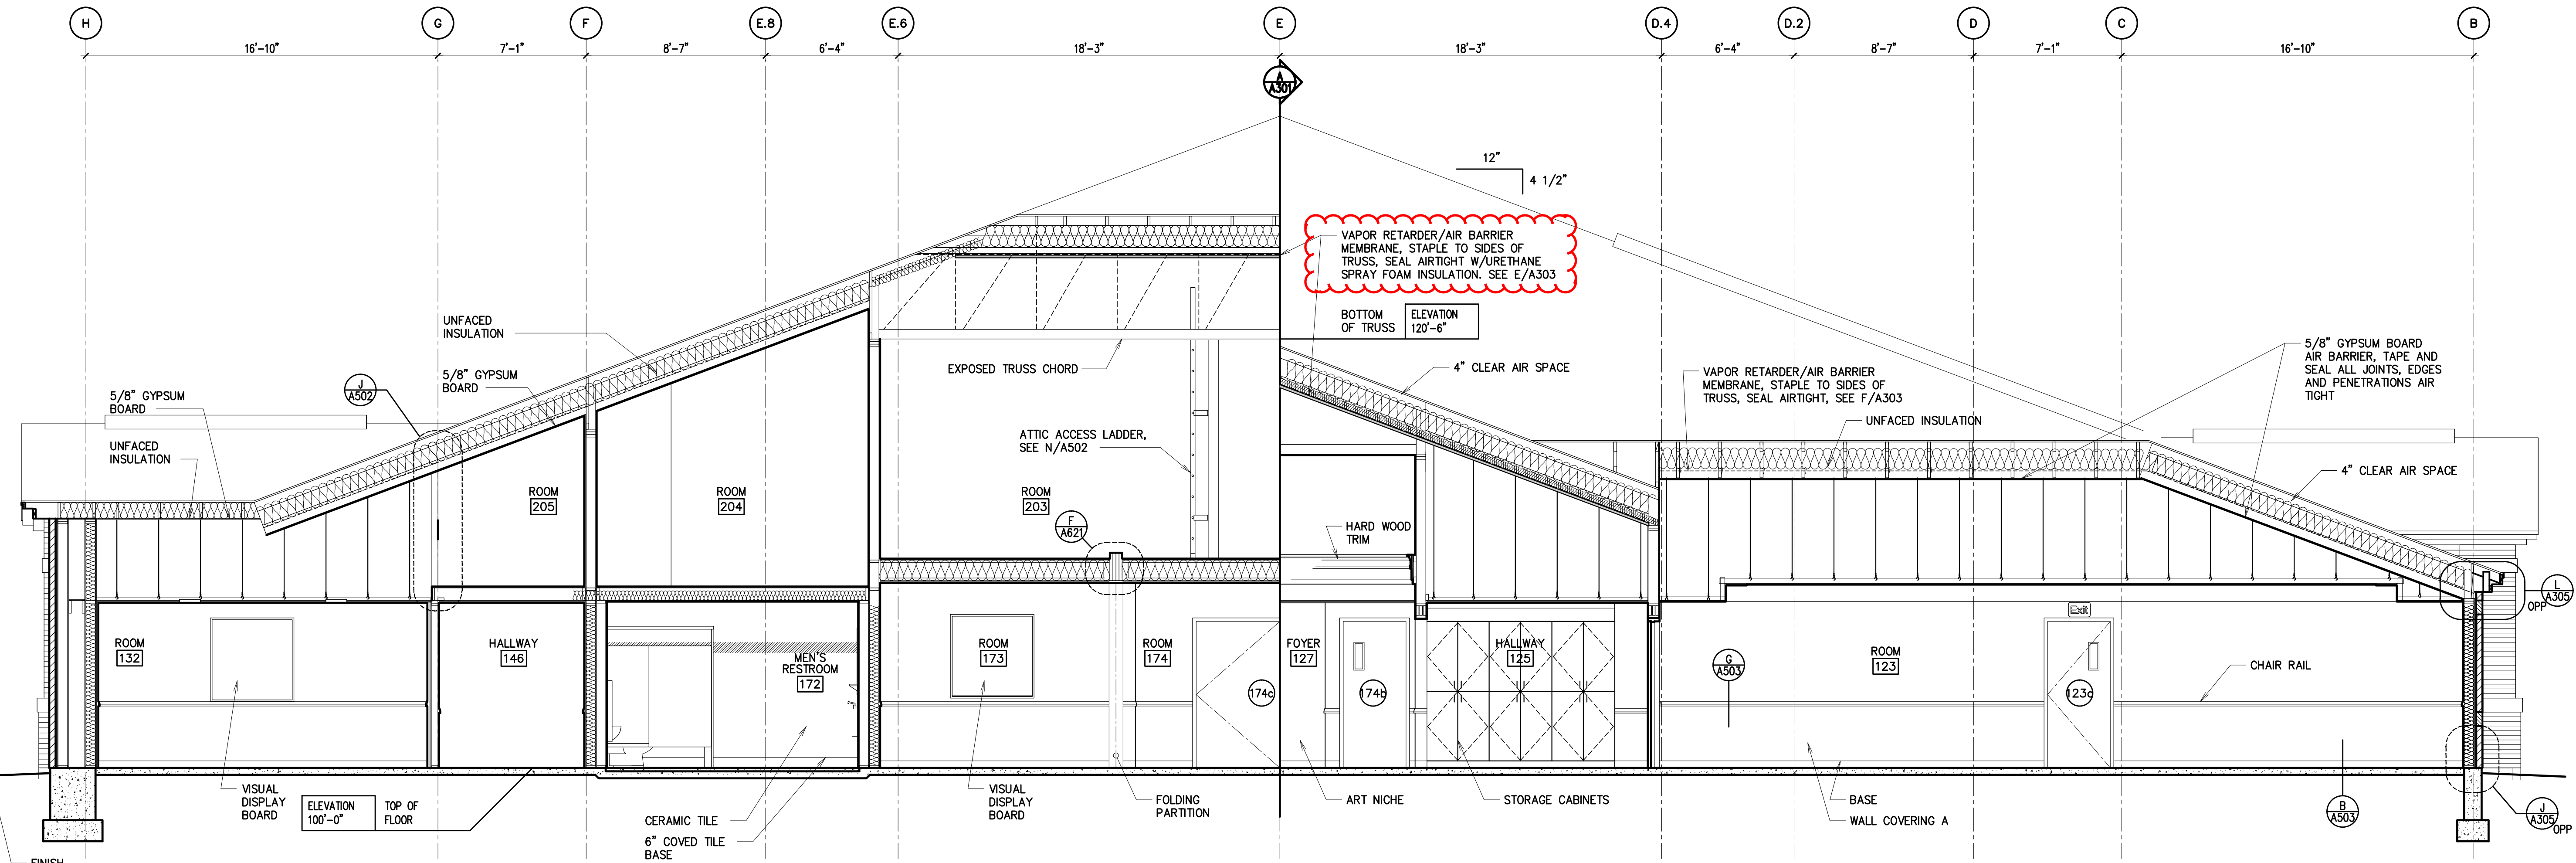 H
G
F
E.8
E.6
E
D.4
D.2
D
C
B
16'-10"
7'-1"
8'-7"
6'-4"
18'-3"
18'-3"
6'-4"
8'-7"
7'-1"
16'-10"
A
A301
12"
4 1/2"
VAPOR RETARDER/AIR BARRIER
MEMBRANE, STAPLE TO SIDES OF
TRUSS, SEAL AIRTIGHT W/URETHANE
SPRAY FOAM INSULATION. SEE E/A303
BOTTOM
OF TRUSS
ELEVATION
120'-6"
UNFACED
INSULATION
5/8" GYPSUM
BOARD
J
A502
5/8" GYPSUM
BOARD
UNFACED
INSULATION
EXPOSED TRUSS CHORD
4" CLEAR AIR SPACE
VAPOR RETARDER/AIR BARRIER
MEMBRANE, STAPLE TO SIDES OF
TRUSS, SEAL AIRTIGHT, SEE F/A303
UNFACED INSULATION
5/8" GYPSUM BOARD
AIR BARRIER, TAPE AND
SEAL ALL JOINTS, EDGES
AND PENETRATIONS AIR
TIGHT
4" CLEAR AIR SPACE
ATTIC ACCESS LADDER,
SEE N/A502
ROOM
205
ROOM
204
ROOM
203
F
A621
HARD WOOD
TRIM
L
A305
OPP
Exit
ROOM
132
HALLWAY
146
MEN'S
RESTROOM
172
ROOM
173
ROOM
174
FOYER
127
HALLWAY
125
ROOM
123
G
A503
CHAIR RAIL
174c
174b
123a
VISUAL
DISPLAY
BOARD
ELEVATION
100'-0"
TOP OF
FLOOR
CERAMIC TILE
6" COVED TILE
BASE
VISUAL
DISPLAY
BOARD
FOLDING
PARTITION
ART NICHE
STORAGE CABINETS
BASE
WALL COVERING A
B
A503
J
A305
OPP
FINISH